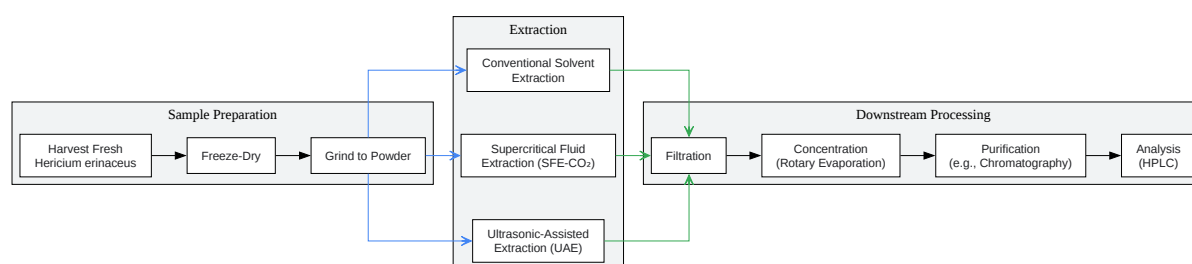 Sample Preparation
Harvest Fresh
Hericium erinaceus
Freeze-Dry
Grind to Powder
Extraction
Conventional Solvent
Extraction
Supercritical Fluid
Extraction (SFE-CO₂)
Ultrasonic-Assisted
Extraction (UAE)
Downstream Processing
Filtration
Concentration
(Rotary Evaporation)
Purification
(e.g., Chromatography)
Analysis
(HPLC)